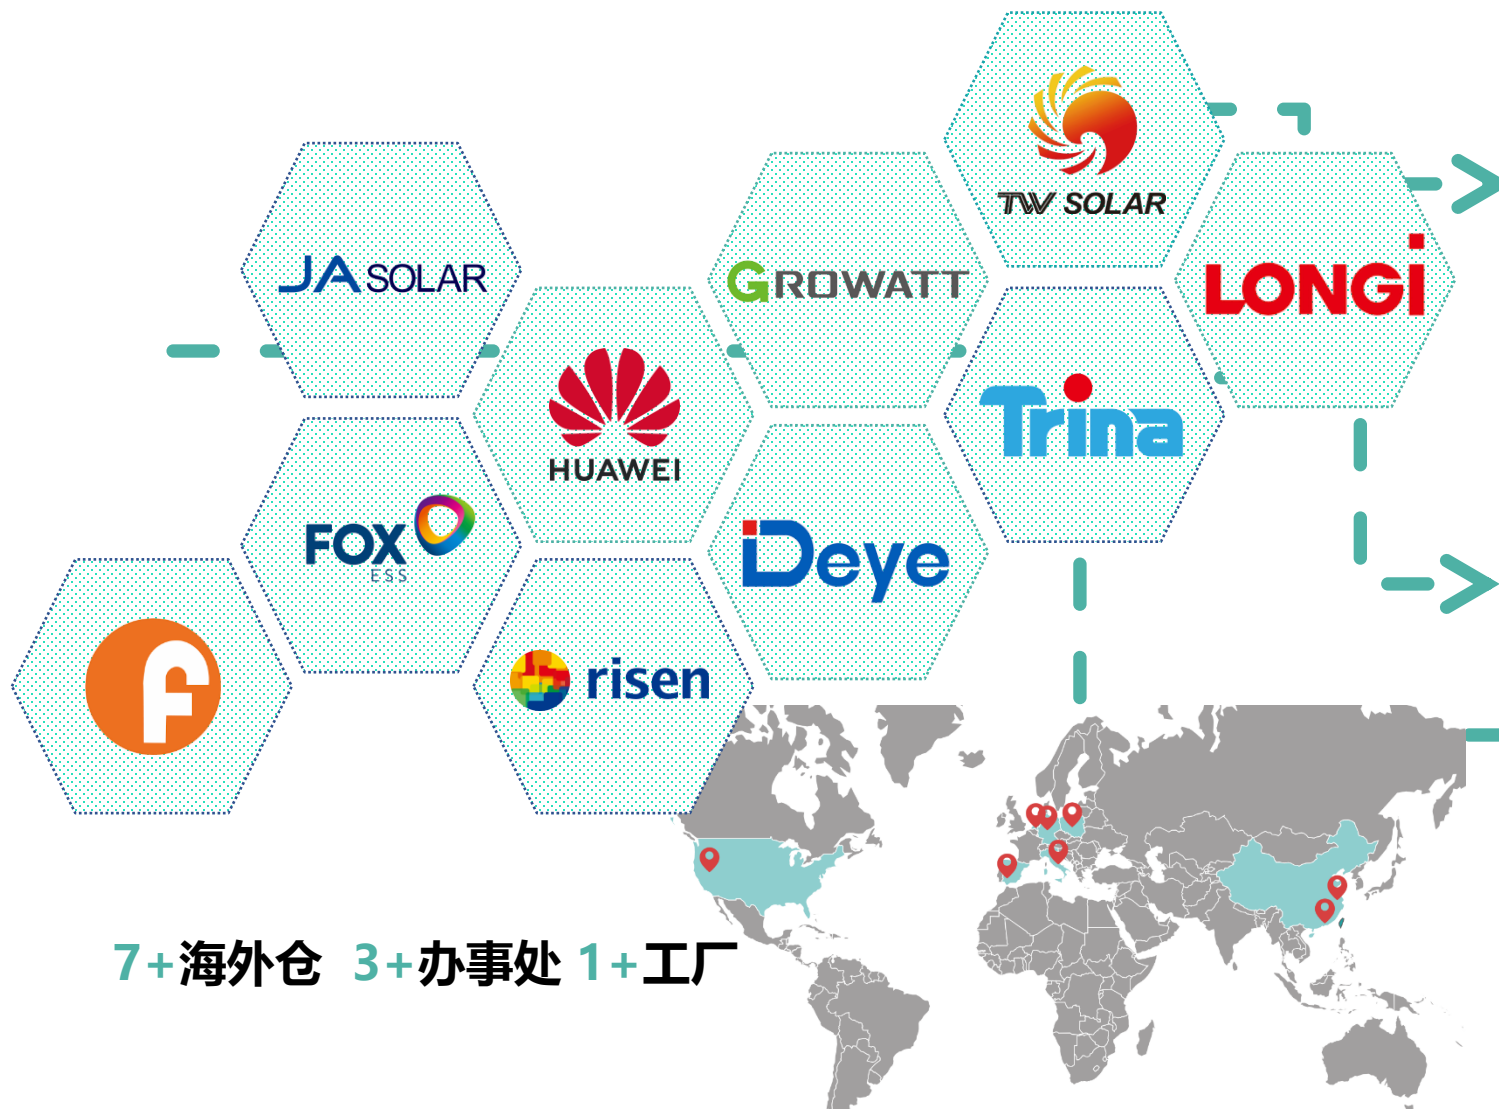 TW SOLAR
JA SOLAR
GROWATT
LONGi
HUAWEI
Trina
FOX
ESS
Deye
f
risen
7+海外仓 3+办事处 1+工厂